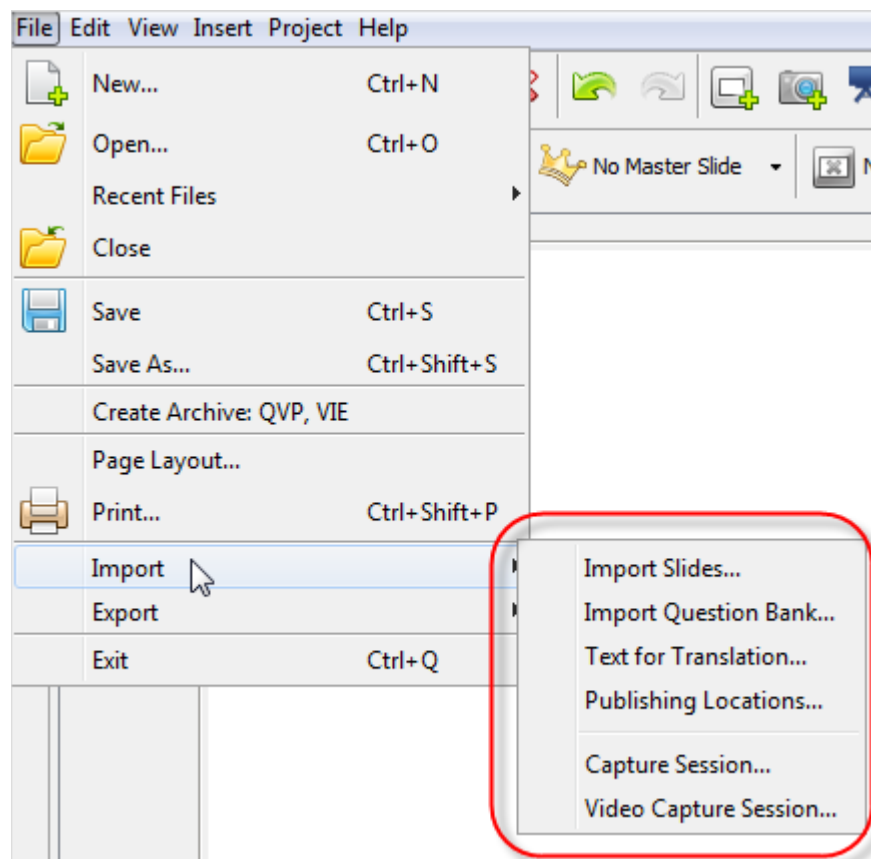 File Edit View Insert Project Help
New... Ctrl+N
Open... Ctrl+O
Recent Files
Close
Save Ctrl+S
Save As... Ctrl+Shift+S
Create Archive: QVP, VIE
Page Layout...
Print... Ctrl+Shift+P
Import
Export
Exit Ctrl+Q
No Master Slide
Import Slides...
Import Question Bank...
Text for Translation...
Publishing Locations...
Capture Session...
Video Capture Session...